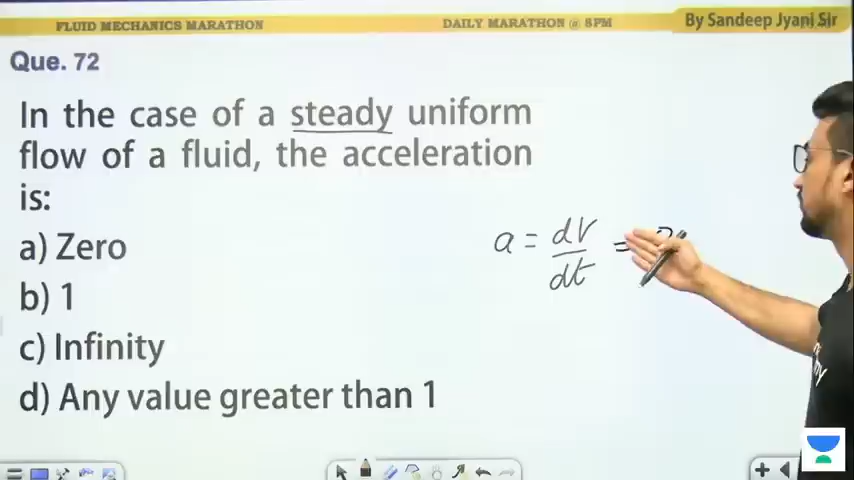 FLUID MECHANICS MARATHON
DAILY MARATHON @ 8PM
By Sandeep Jyani Sir
Que. 72
In the case of a steady uniform
flow of a fluid, the acceleration
is:
a) Zero
b) 1
c) Infinity
d) Any value greater than 1
a = dV/dt =